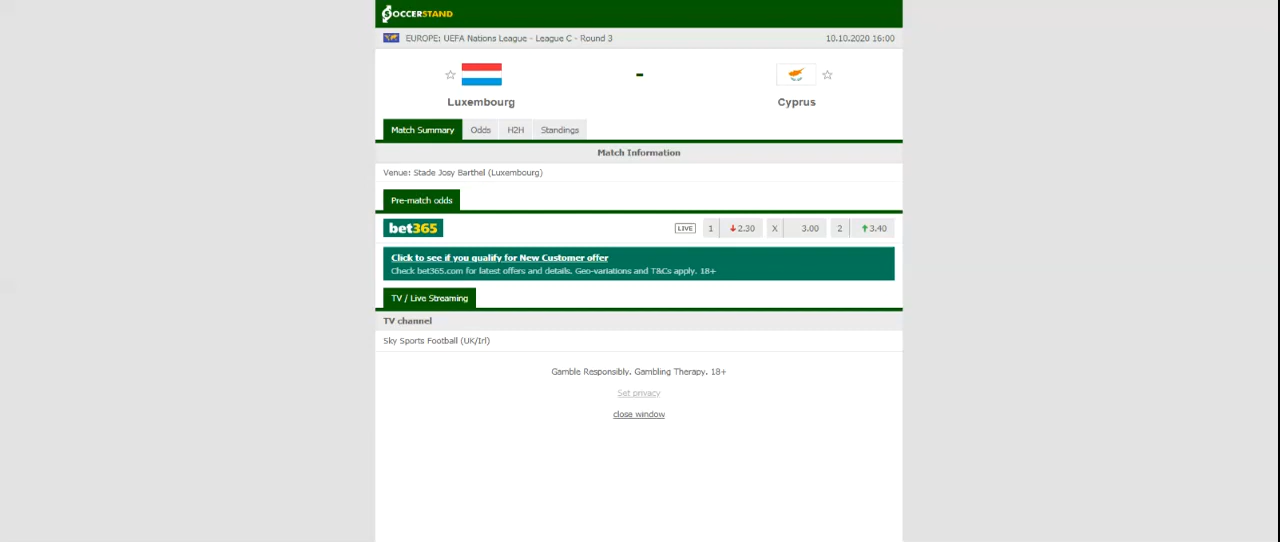 SOCCERSTAND
EUROPE: UEFA Nations League - League C - Round 3 10.10.2020 16:00
-
Luxembourg Cyprus
Match Summary Odds H2H Standings
Match Information
Venue: Stade Josy Barthel (Luxembourg)
Pre-match odds
bet365 LIVE 1 2.30 X 3.00 2 3.40
Click to see if you qualify for New Customer offer
Check bet365.com for latest offers and details. Geo-variations and T&Cs apply. 18+
TV / Live Streaming
TV channel
Sky Sports Football (UK/Irl)
Gamble Responsibly. Gambling Therapy. 18+
Set privacy
close window